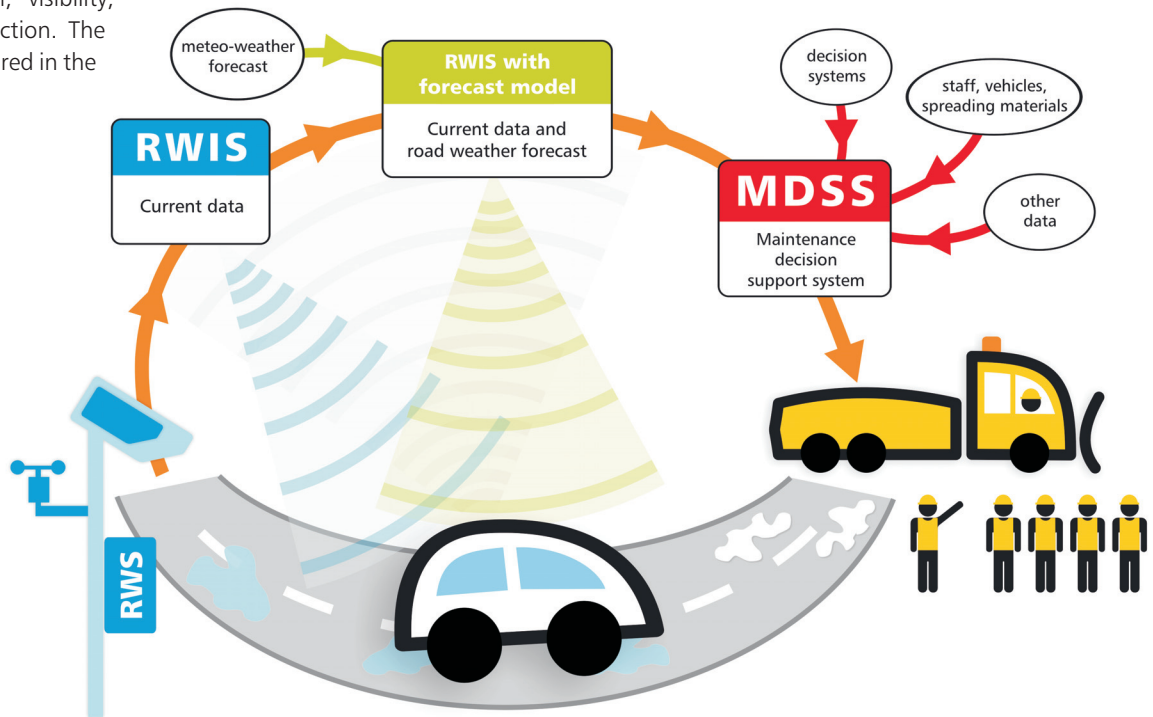 visibility,
ction. The
red in the
meteo-weather
forecast
RWIS with
forecast model
Current data and
road weather forecast
RWIS
Current data
decision
systems
staff, vehicles,
spreading materials
other
data
MDSS
Maintenance
decision
support system
RWS